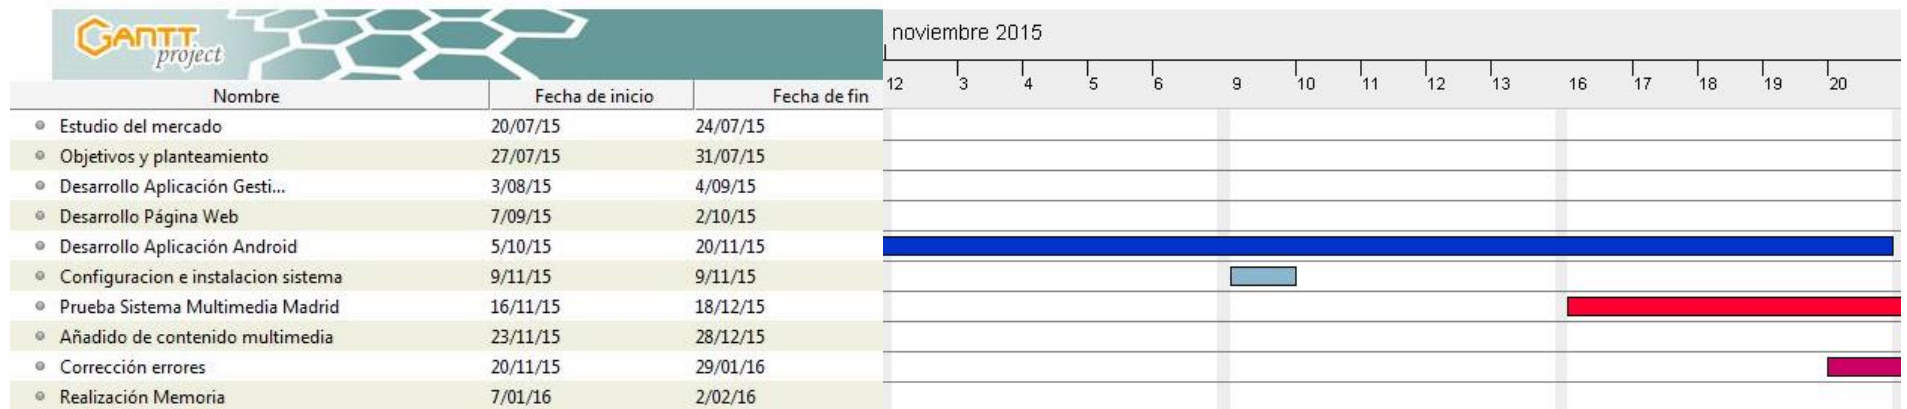 GANTT
project
noviembre 2015
12 3 4 5 6 9 10 11 12 13 16 17 18 19 20
Nombre Fecha de inicio Fecha de fin
Estudio del mercado 20/07/15 24/07/15
Objetivos y planteamiento 27/07/15 31/07/15
Desarrollo Aplicación Gesti... 3/08/15 4/09/15
Desarrollo Página Web 7/09/15 2/10/15
Desarrollo Aplicación Android 5/10/15 20/11/15
Configuracion e instalacion sistema 9/11/15 9/11/15
Prueba Sistema Multimedia Madrid 16/11/15 18/12/15
Añadido de contenido multimedia 23/11/15 28/12/15
Corrección errores 20/11/15 29/01/16
Realización Memoria 7/01/16 2/02/16